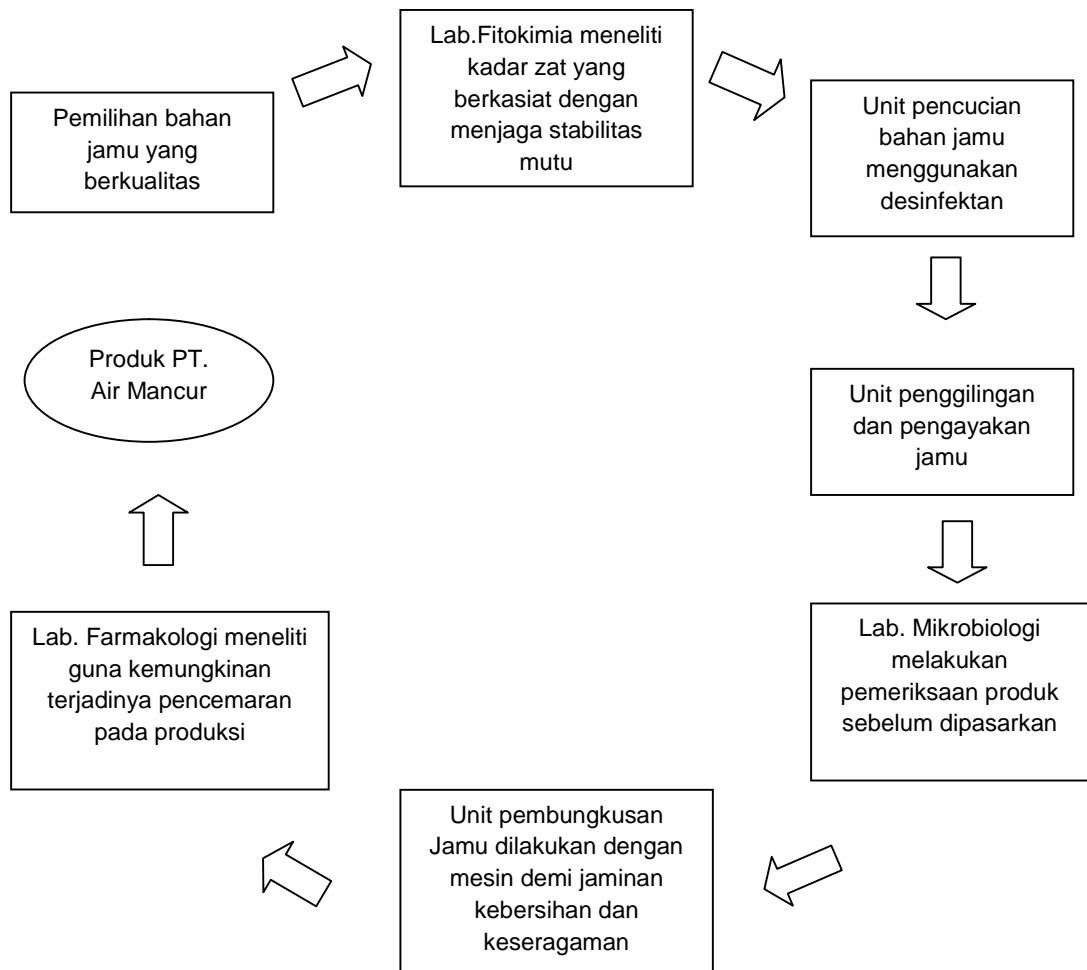 Pemilihan bahan
jamu yang
berkualitas
Lab.Fitokimia meneliti
kadar zat yang
berkasiat dengan
menjaga stabilitas
mutu
Unit pencucian
bahan jamu
menggunakan
desinfektan
Unit penggilingan
dan pengayakan
jamu
Lab. Mikrobiologi
melakukan
pemeriksaan produk
sebelum dipasarkan
Unit pembungkusan
Jamu dilakukan dengan
mesin demi jaminan
kebersihan dan
keseragaman
Lab. Farmakologi meneliti
guna kemungkinan
terjadinya pencemaran
pada produksi
Produk PT.
Air Mancur